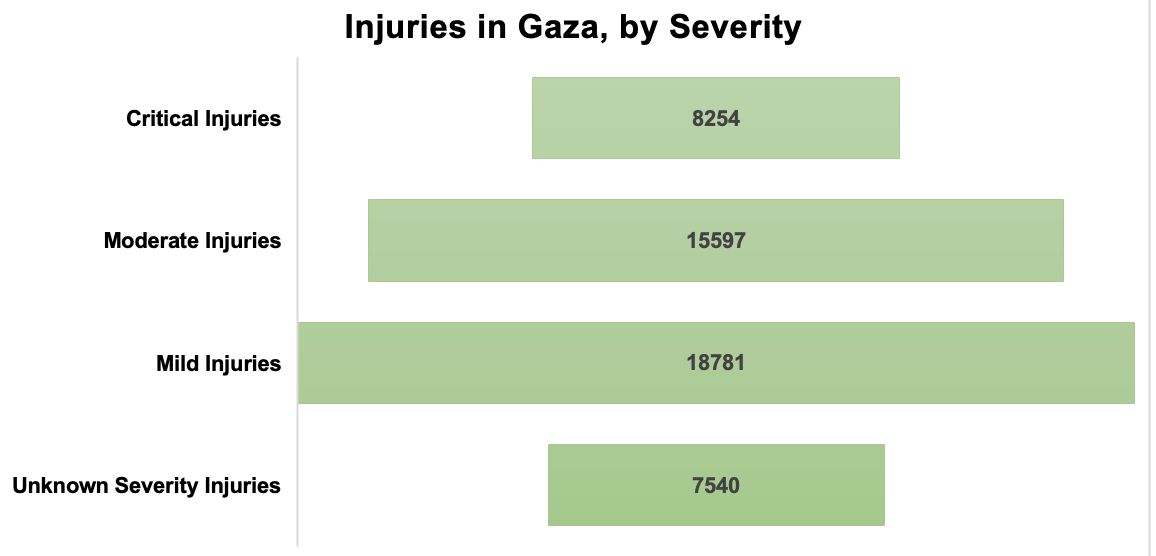 Injuries in Gaza, by Severity
Critical Injuries
8254
Moderate Injuries
15597
Mild Injuries
18781
Unknown Severity Injuries
7540